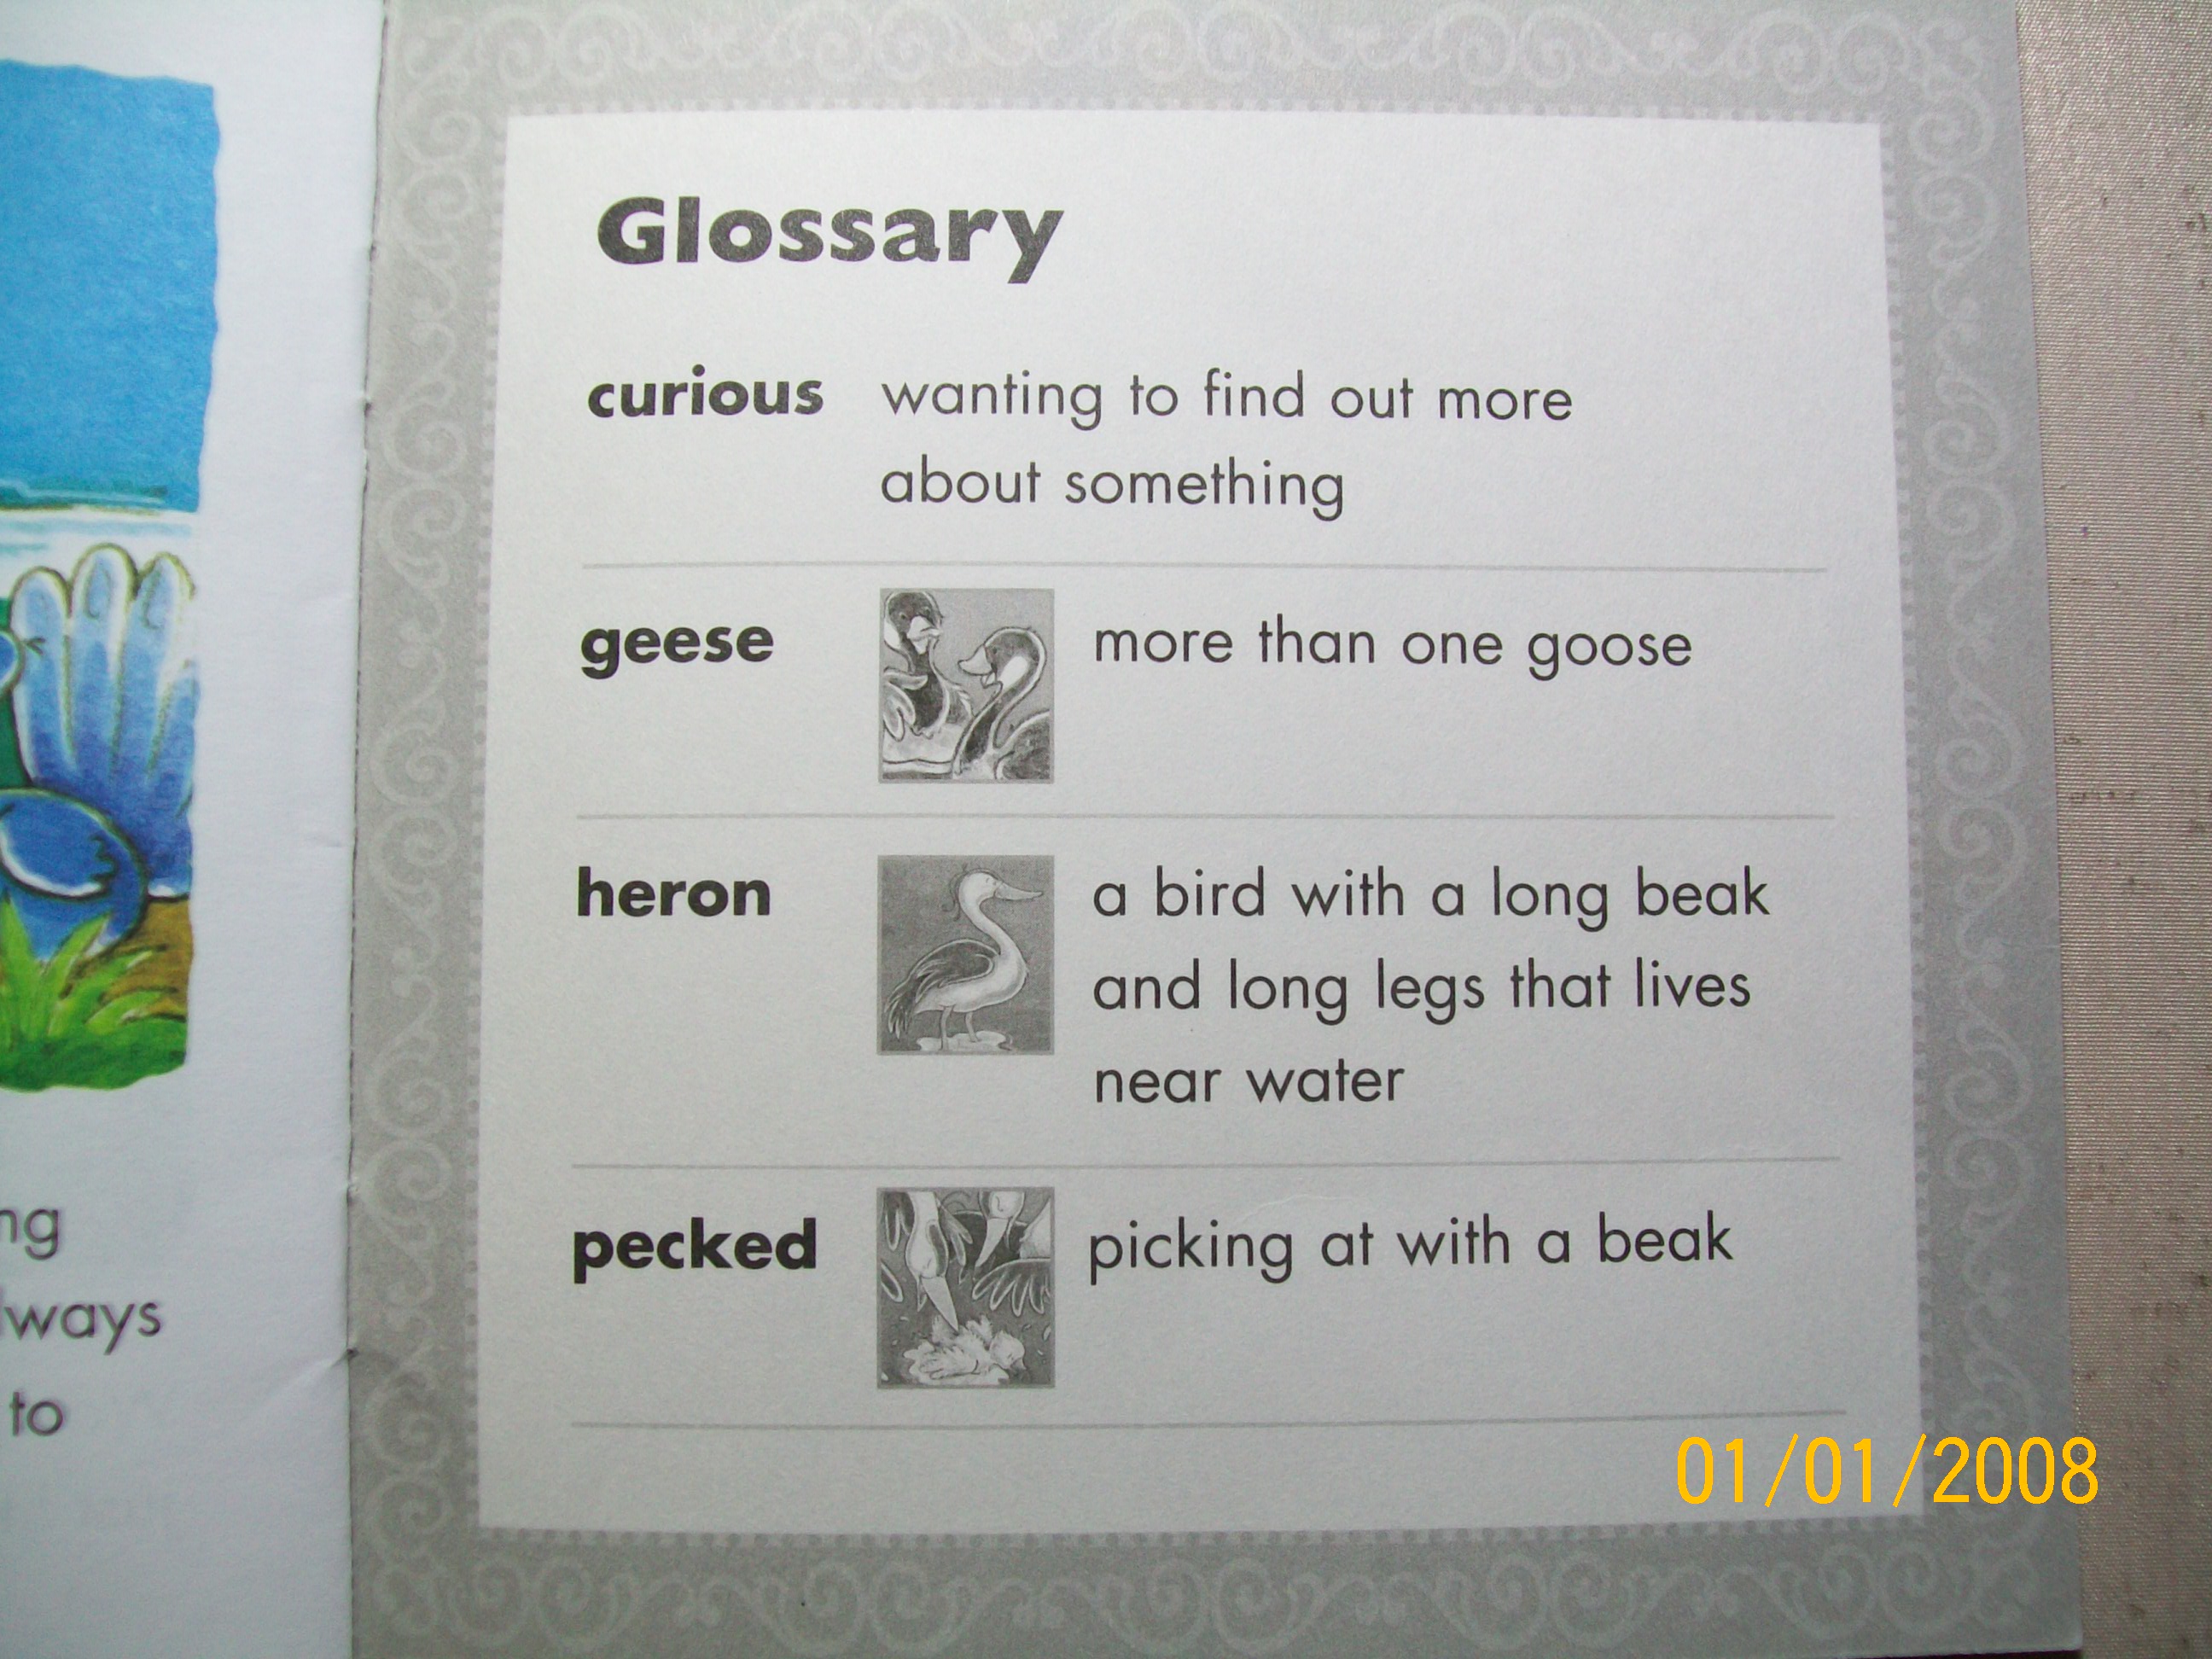 ng
lways
to
Glossary
curious wanting to find out more
about something
geese more than one goose
heron a bird with a long beak
and long legs that lives
near water
pecked picking at with a beak
01/01/2008